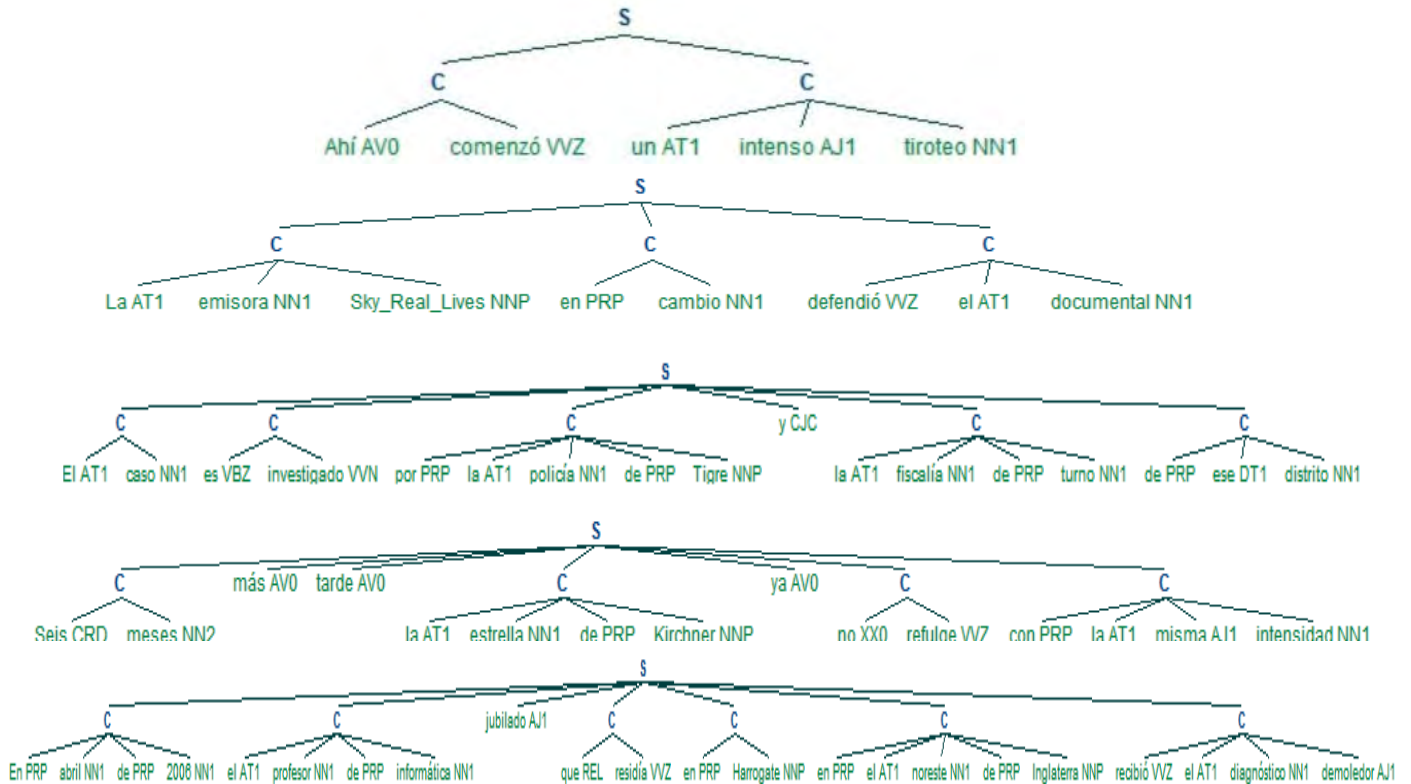 S
C C
Ahí AV0 comenzó VVZ un AT1 intenso AJ1 tiroteo NN1
S
C C C
La AT1 emisora NN1 Sky_Real_Lives NNP en PRP cambio NN1 defendió VVZ el AT1 documental NN1
S
C C C y CJC C C
El AT1 caso NN1 es VBZ investigado VVN por PRP la AT1 policía NN1 de PRP Tigre NNP la AT1 fiscalía NN1 de PRP turno NN1 de PRP ese DT1 distrito NN1
S
C más AV0 tarde AV0 C ya AV0 C C
Seis CRD meses NN2 la AT1 estrella NN1 de PRP Kirchner NNP no XX0 refulge VVZ con PRP la AT1 misma AJ1 intensidad NN1
S
C C jubilado AJ1 C C C C
En PRP abril NN1 de PRP 2008 NN1 el AT1 profesor NN1 de PRP informática NN1 que REL residía VVZ en PRP Harrogate NNP en PRP el AT1 noreste NN1 de PRP Inglaterra NNP recibió VVZ el AT1 diagnóstico NN1 demoledor AJ1